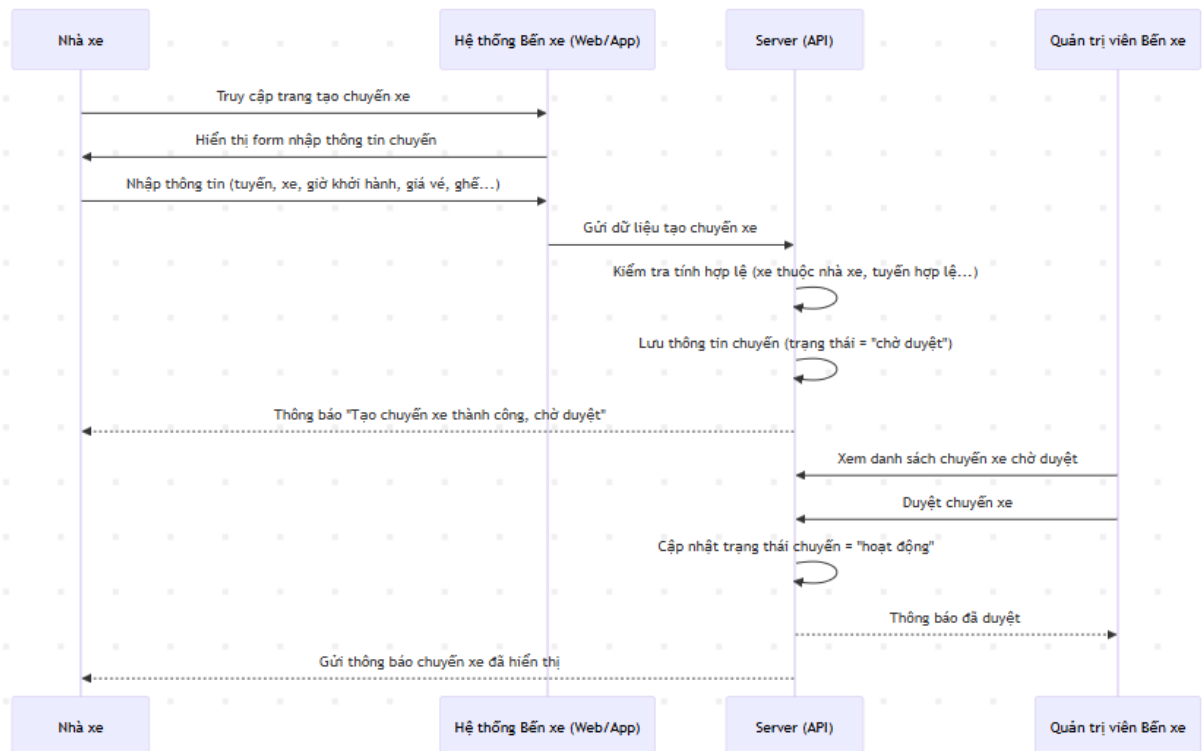 Nhà xe
Hệ thống Bến xe (Web/App)
Server (API)
Quản trị viên Bến xe
Truy cập trang tạo chuyến xe
Hiển thị form nhập thông tin chuyến
Nhập thông tin (tuyến, xe, giờ khởi hành, giá vé, ghế...)
Gửi dữ liệu tạo chuyến xe
Kiểm tra tính hợp lệ (xe thuộc nhà xe, tuyến hợp lệ...)
Lưu thông tin chuyến (trạng thái = "chờ duyệt")
Thông báo "Tạo chuyến xe thành công, chờ duyệt"
Xem danh sách chuyến xe chờ duyệt
Duyệt chuyến xe
Cập nhật trạng thái chuyến = "hoạt động"
Thông báo đã duyệt
Gửi thông báo chuyến xe đã hiển thị
Nhà xe
Hệ thống Bến xe (Web/App)
Server (API)
Quản trị viên Bến xe